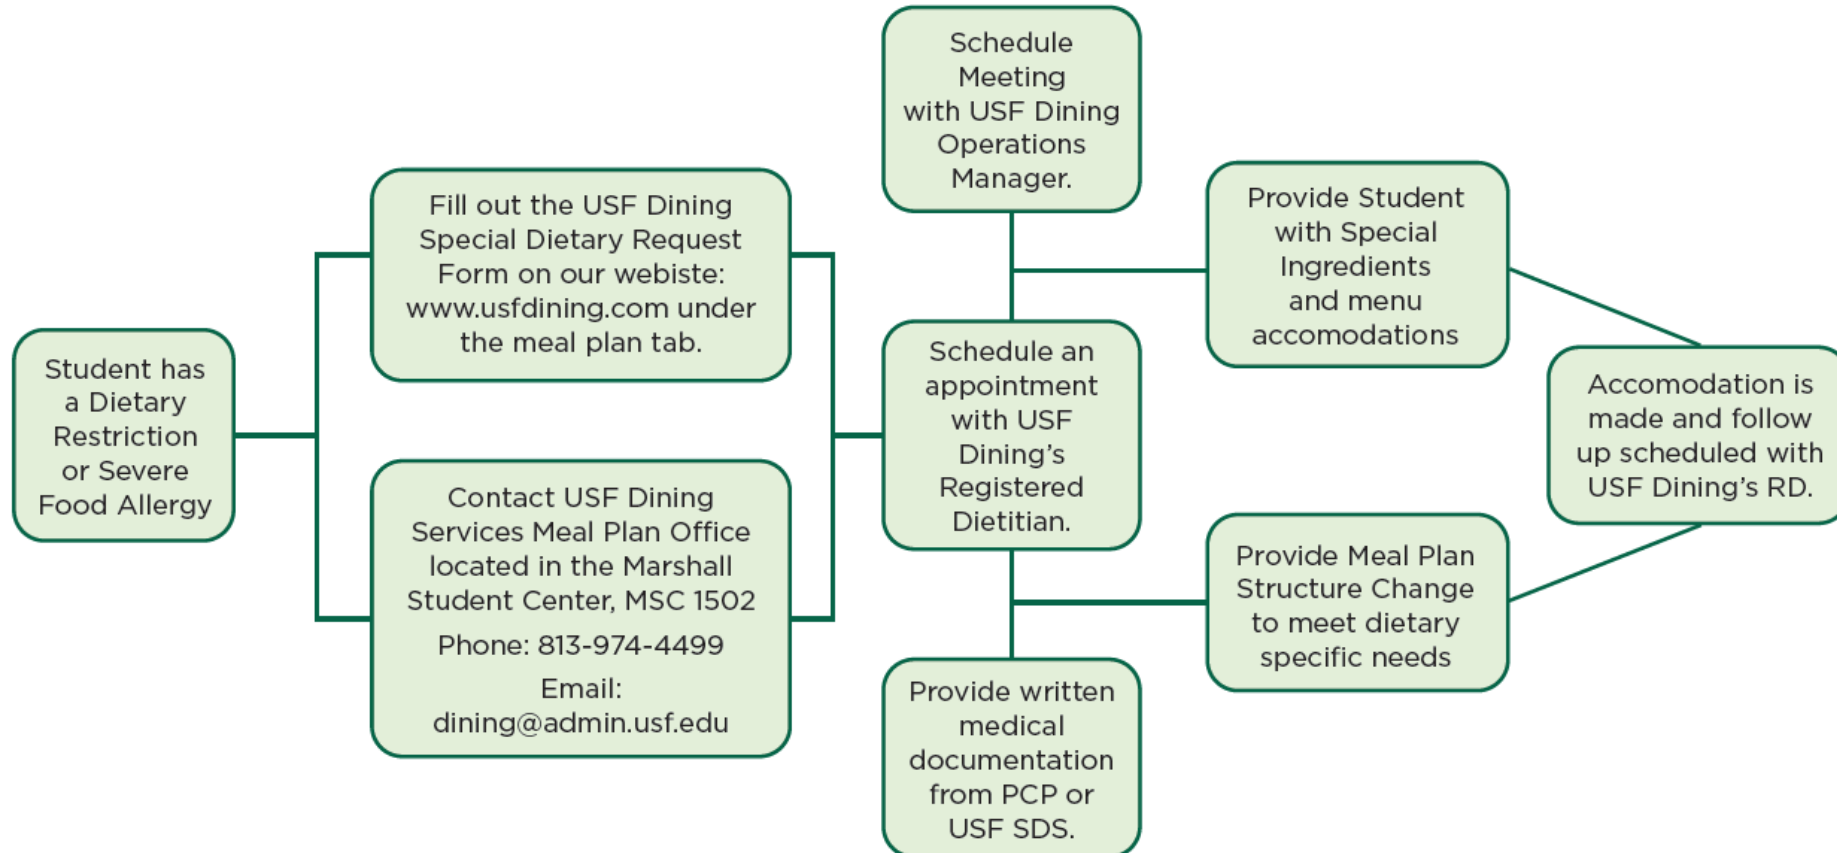 Student has
a Dietary
Restriction
or Severe
Food Allergy
Fill out the USF Dining
Special Dietary Request
Form on our webiste:
www.usfdining.com under
the meal plan tab.
Contact USF Dining
Services Meal Plan Office
located in the Marshall
Student Center, MSC 1502
Phone: 813-974-4499
Email:
dining@admin.usf.edu
Schedule
Meeting
with USF Dining
Operations
Manager.
Schedule an
appointment
with USF
Dining’s
Registered
Dietitian.
Provide written
medical
documentation
from PCP or
USF SDS.
Provide Student
with Special
Ingredients
and menu
accomodations
Provide Meal Plan
Structure Change
to meet dietary
specific needs
Accomodation is
made and follow
up scheduled with
USF Dining’s RD.